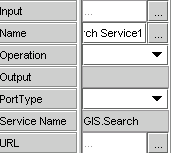 Input ... ...
Name rch Service1 ...
Operation
Output
PortType
Service Name GIS.Search
URL ... ...